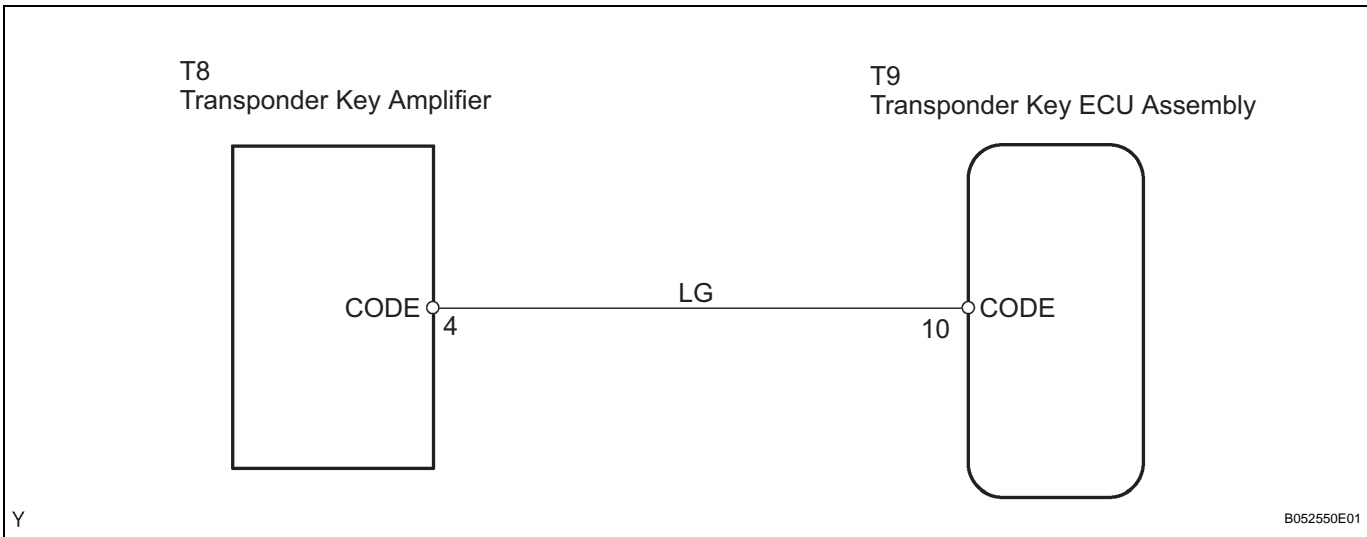 T8
Transponder Key Amplifier
T9
Transponder Key ECU Assembly
CODE
4
LG
10
CODE
Y
B052550E01